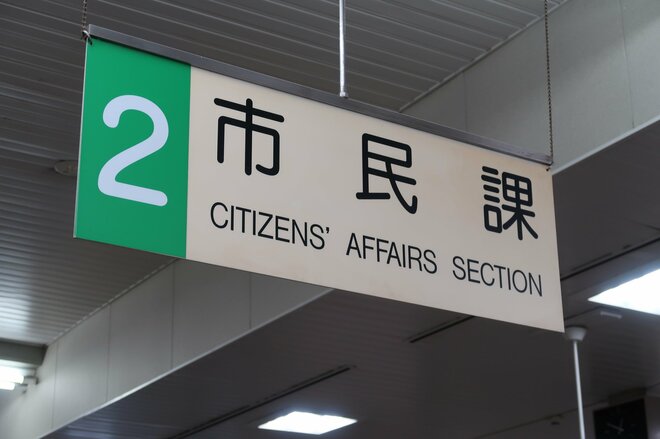 2
市民課
CITIZENS' AFFAIRS SECTION